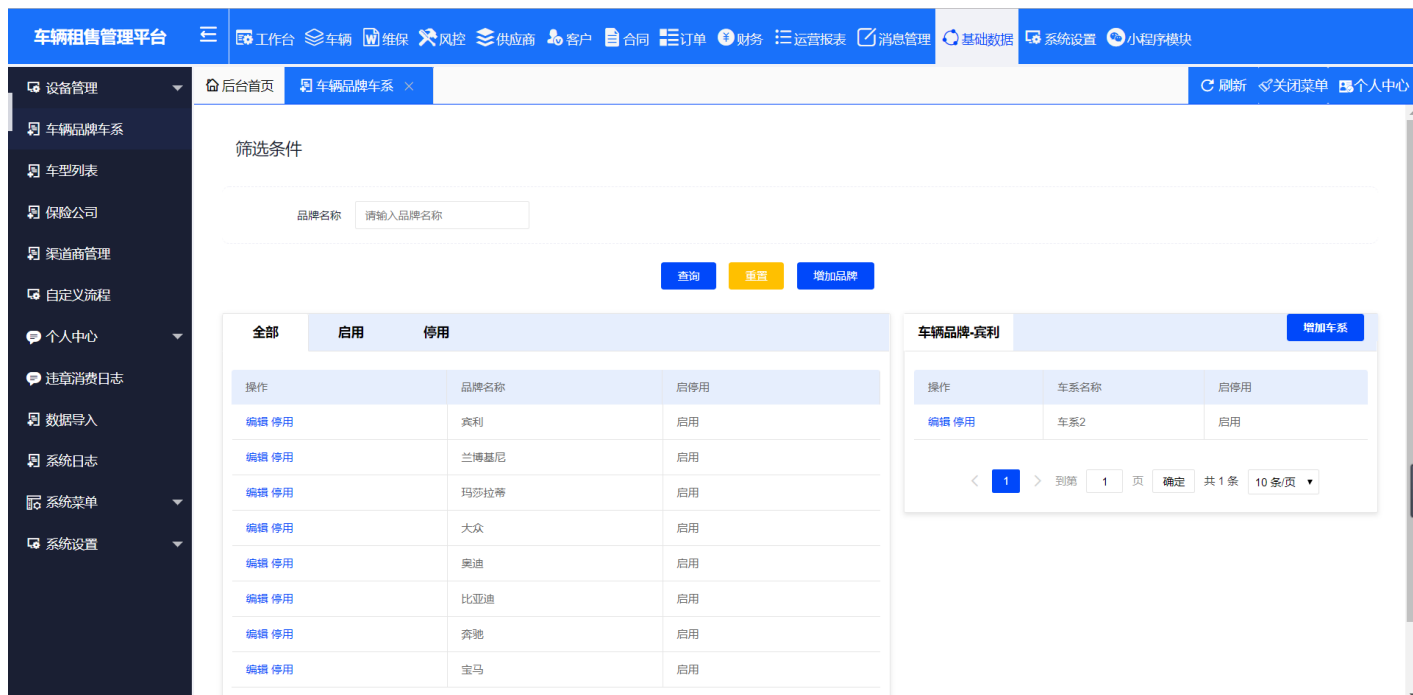 车辆租售管理平台 工作台 车辆 维保 风控 供应商 客户 合同 订单 财务 运营报表 消息管理 基础数据 系统设置 小程序模块
设备管理
车辆品牌车系
车型列表
保险公司
渠道商管理
自定义流程
个人中心
违章消费日志
数据导入
系统日志
系统菜单
系统设置
后台首页 车辆品牌车系 × 刷新 关闭菜单 个人中心
筛选条件
品牌名称 请输入品牌名称
查询 重置 增加品牌
全部 启用 停用
操作 品牌名称 启停用
编辑 停用 宾利 启用
编辑 停用 兰博基尼 启用
编辑 停用 玛莎拉蒂 启用
编辑 停用 大众 启用
编辑 停用 奥迪 启用
编辑 停用 比亚迪 启用
编辑 停用 奔驰 启用
编辑 停用 宝马 启用
车辆品牌-宾利 增加车系
操作 车系名称 启停用
编辑 停用 车系2 启用
1 到第 1 页 确定 共 1 条 10 条/页